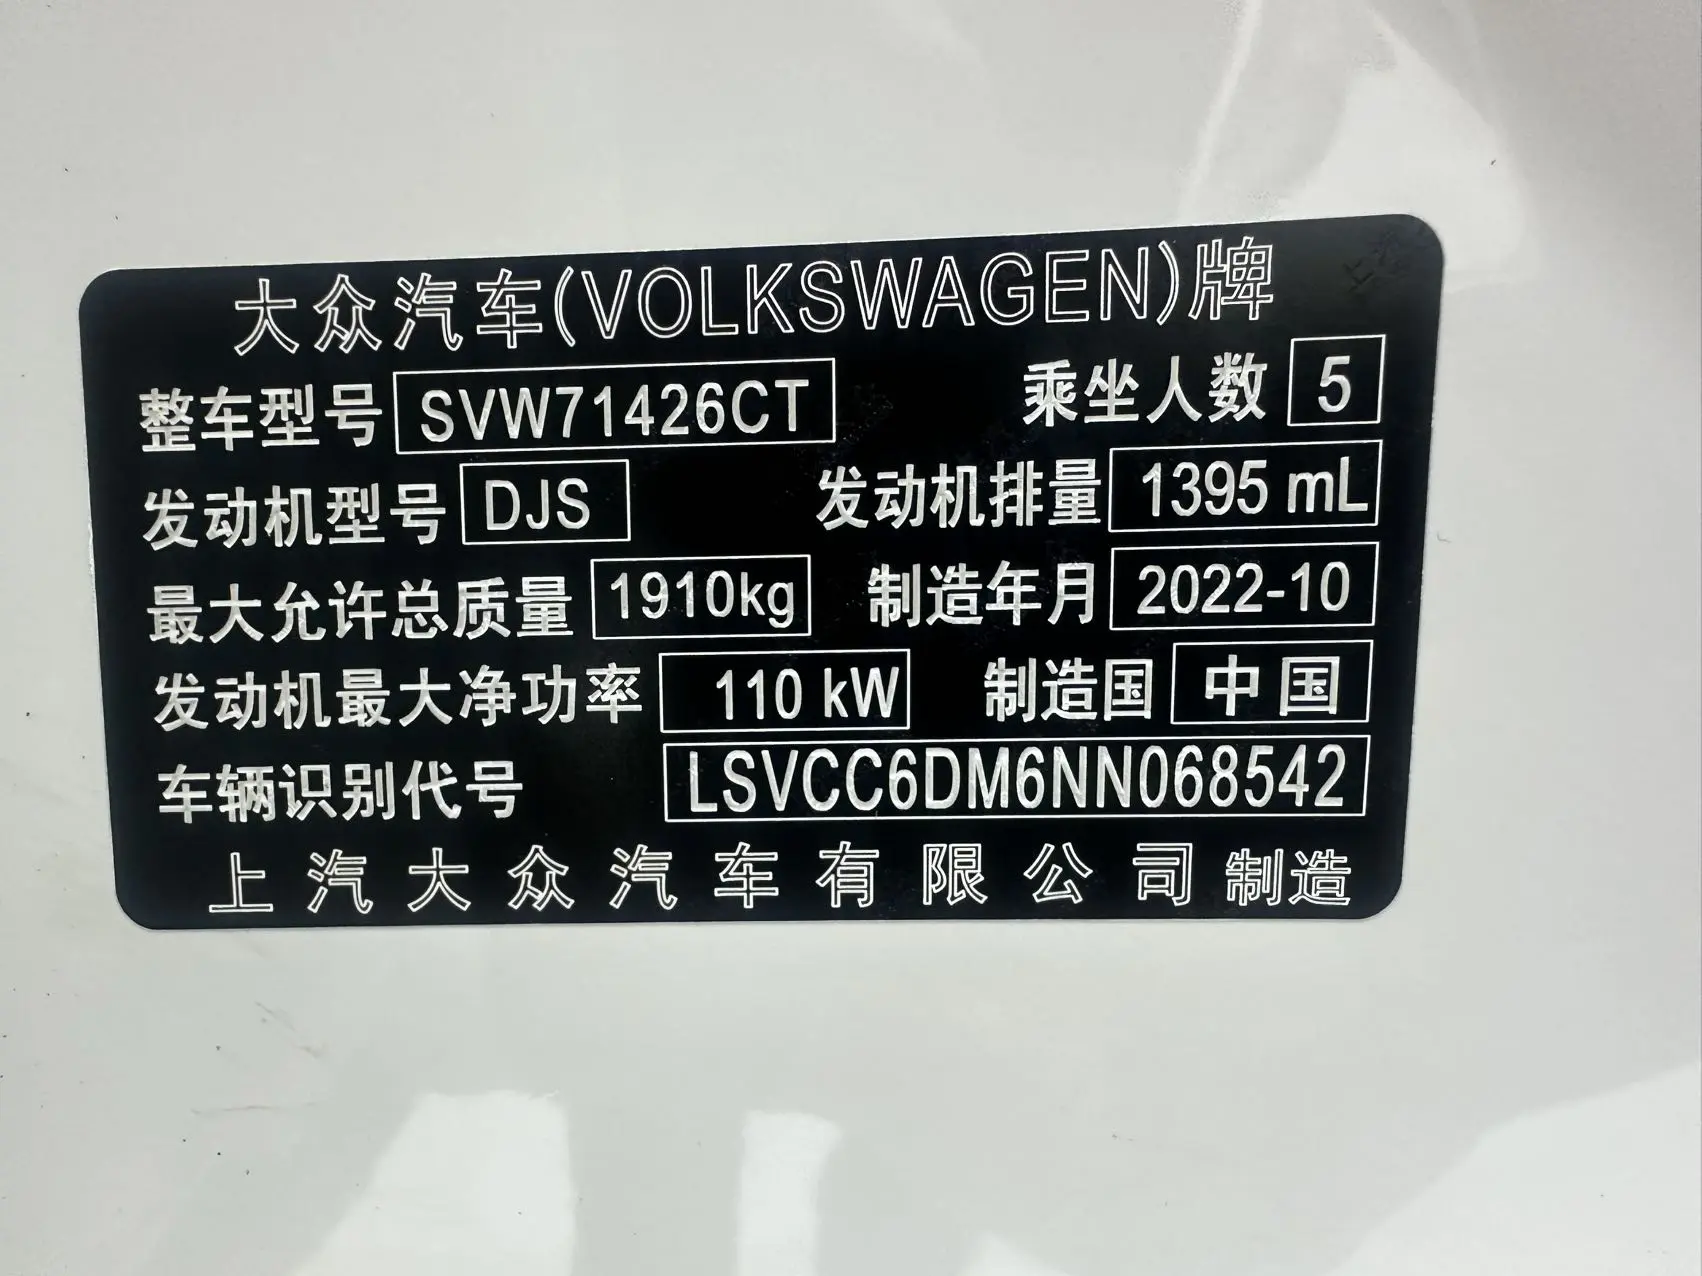 大众汽车(VOLKSWAGEN)牌
整车型号 SVW71426CT 乘坐人数 5
发动机型号 DJS 发动机排量 1395 mL
最大允许总质量 1910kg 制造年月 2022-10
发动机最大净功率 110 kW 制造国 中国
车辆识别代号 LSVCC6DM6NN068542
上汽大众汽车有限公司 制造